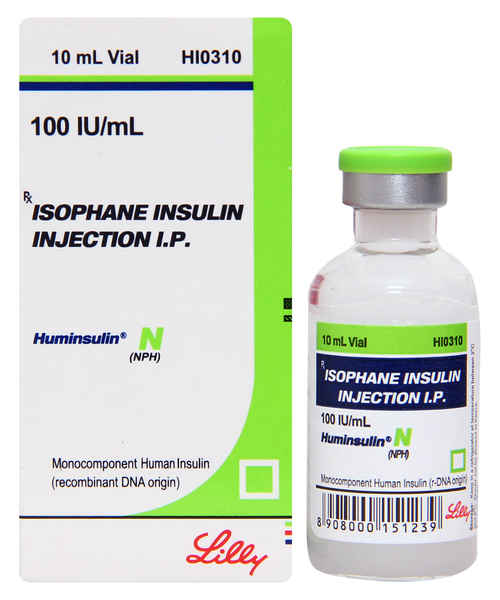 10 mL Vial HI0310
100 IU/mL
Rx ISOPHANE INSULIN
INJECTION I.P.
Huminsulin® N
(NPH)
Monocomponent Human Insulin
(recombinant DNA origin)
Lilly
10 mL Vial HI0310
Rx ISOPHANE INSULIN
INJECTION I.P.
100 IU/mL
Huminsulin® N
(NPH)
Monocomponent Human Insulin (r-DNA origin)
8 908000 151239
Lilly